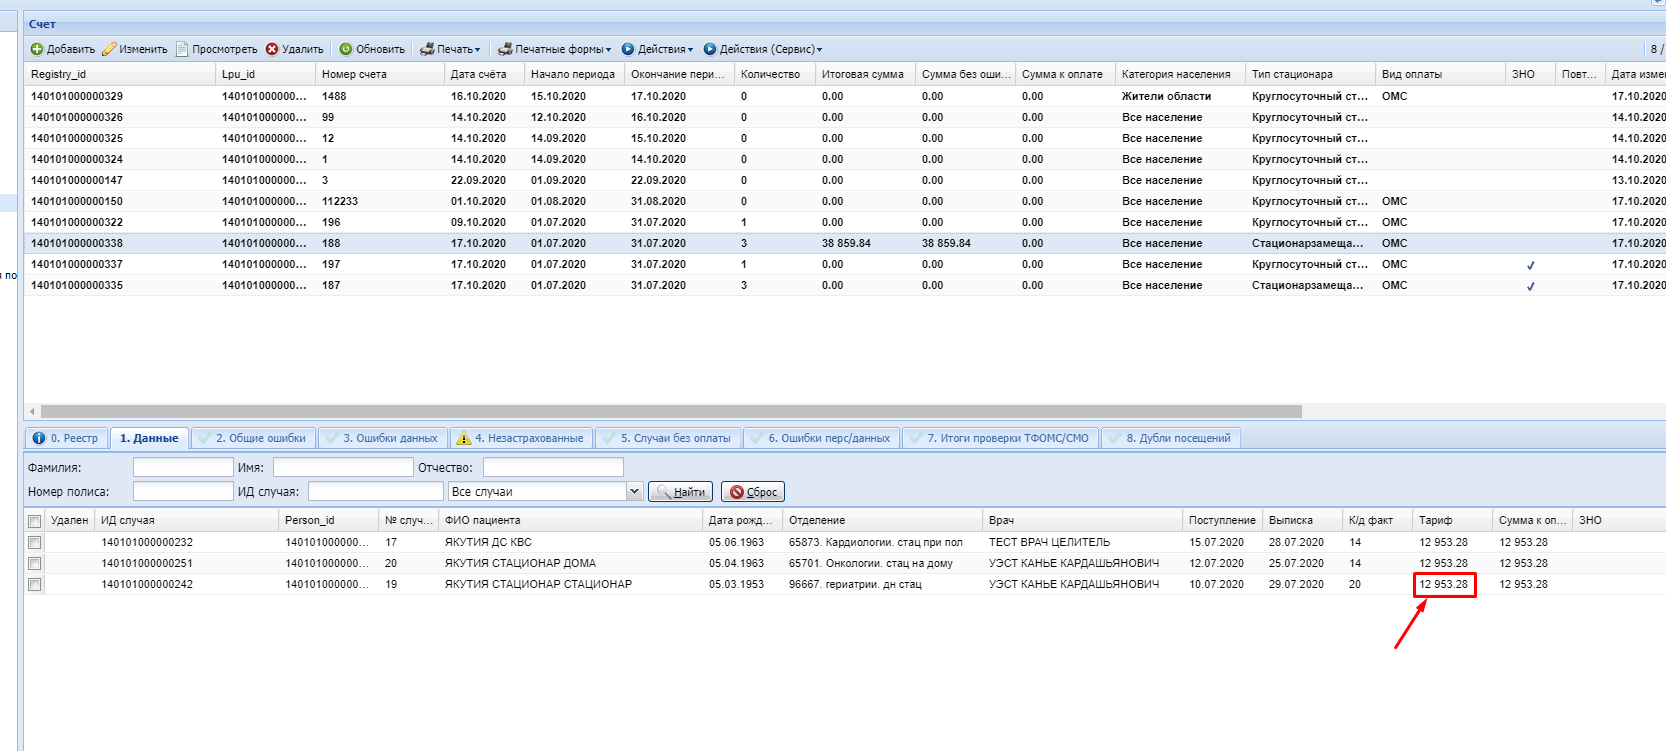 Счет
Добавить Изменить Просмотреть Удалить Обновить Печать Печатные формы Действия Действия (Сервис) 8 /
Registry_id Lpu_id Номер счета Дата счёта Начало периода Окончание пери... Количество Итоговая сумма Сумма без оши... Сумма к оплате Категория населения Тип стационара Вид оплаты ЗНО Повт... Дата изме
140101000000329 140101000000... 1488 16.10.2020 15.10.2020 17.10.2020 0 0.00 0.00 0.00 Жители области Круглосуточный ст... ОМС 17.10.2020
140101000000326 140101000000... 99 14.10.2020 12.10.2020 16.10.2020 0 0.00 0.00 0.00 Все население Круглосуточный ст... 14.10.2020
140101000000325 140101000000... 12 14.10.2020 14.09.2020 15.10.2020 0 0.00 0.00 0.00 Все население Круглосуточный ст... 14.10.2020
140101000000324 140101000000... 1 14.10.2020 14.09.2020 14.10.2020 0 0.00 0.00 0.00 Все население Круглосуточный ст... 14.10.2020
140101000000147 140101000000... 3 22.09.2020 01.09.2020 22.09.2020 0 0.00 0.00 0.00 Все население Круглосуточный ст... 13.10.2020
140101000000150 140101000000... 112233 01.10.2020 01.08.2020 31.08.2020 0 0.00 0.00 0.00 Все население Круглосуточный ст... ОМС 17.10.2020
140101000000322 140101000000... 196 09.10.2020 01.07.2020 31.07.2020 1 0.00 0.00 0.00 Все население Круглосуточный ст... ОМС 17.10.2020
140101000000338 140101000000... 188 17.10.2020 01.07.2020 31.07.2020 3 38 859.84 38 859.84 0.00 Все население Стационарзамеща... ОМС 17.10.2020
140101000000337 140101000000... 197 17.10.2020 01.07.2020 31.07.2020 1 0.00 0.00 0.00 Все население Круглосуточный ст... ОМС 17.10.2020
140101000000335 140101000000... 187 17.10.2020 01.07.2020 31.07.2020 3 0.00 0.00 0.00 Все население Стационарзамеща... ОМС 17.10.2020
по
0. Реестр 1. Данные 2. Общие ошибки 3. Ошибки данных 4. Незастрахованные 5. Случаи без оплаты 6. Ошибки перс/данных 7. Итоги проверки ТФОМС/СМО 8. Дубли посещений
Фамилия: Имя: Отчество:
Номер полиса: ИД случая: Все случаи Найти Сброс
Удален ИД случая Person_id № случ... ФИО пациента Дата рожд... Отделение Врач Поступление Выписка К/д факт Тариф Сумма к оп... ЗНО
140101000000232 140101000000... 17 ЯКУТИЯ ДС КВС 05.06.1963 65873. Кардиологии. стац при пол ТЕСТ ВРАЧ ЦЕЛИТЕЛЬ 15.07.2020 28.07.2020 14 12 953.28 12 953.28
140101000000251 140101000000... 20 ЯКУТИЯ СТАЦИОНАР ДОМА 05.04.1963 65701. Онкологии. стац на дому УЭСТ КАНЬЕ КАРДАШЬЯНОВИЧ 12.07.2020 25.07.2020 14 12 953.28 12 953.28
140101000000242 140101000000... 19 ЯКУТИЯ СТАЦИОНАР СТАЦИОНАР 05.03.1953 96667. гериатрии. дн стац УЭСТ КАНЬЕ КАРДАШЬЯНОВИЧ 10.07.2020 29.07.2020 20 12 953.28 12 953.28